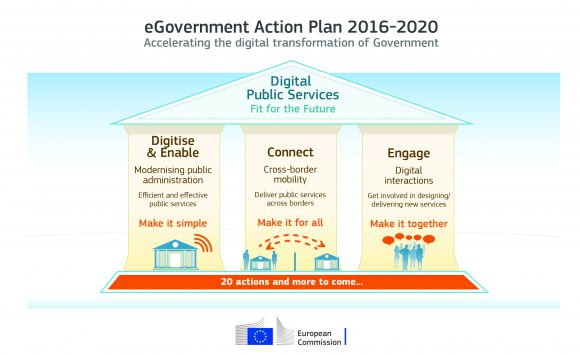 eGovernment Action Plan 2016-2020
Accelerating the digital transformation of Government
Digital
Public Services
Fit for the Future
Digitise
& Enable
Modernising public
administration
Efficient and effective
public services
Make it simple
Connect
Cross-border
mobility
Deliver public services
across borders
Make it for all
Engage
Digital
interactions
Get involved in designing/
delivering new services
Make it together
20 actions and more to come...
European
Commission